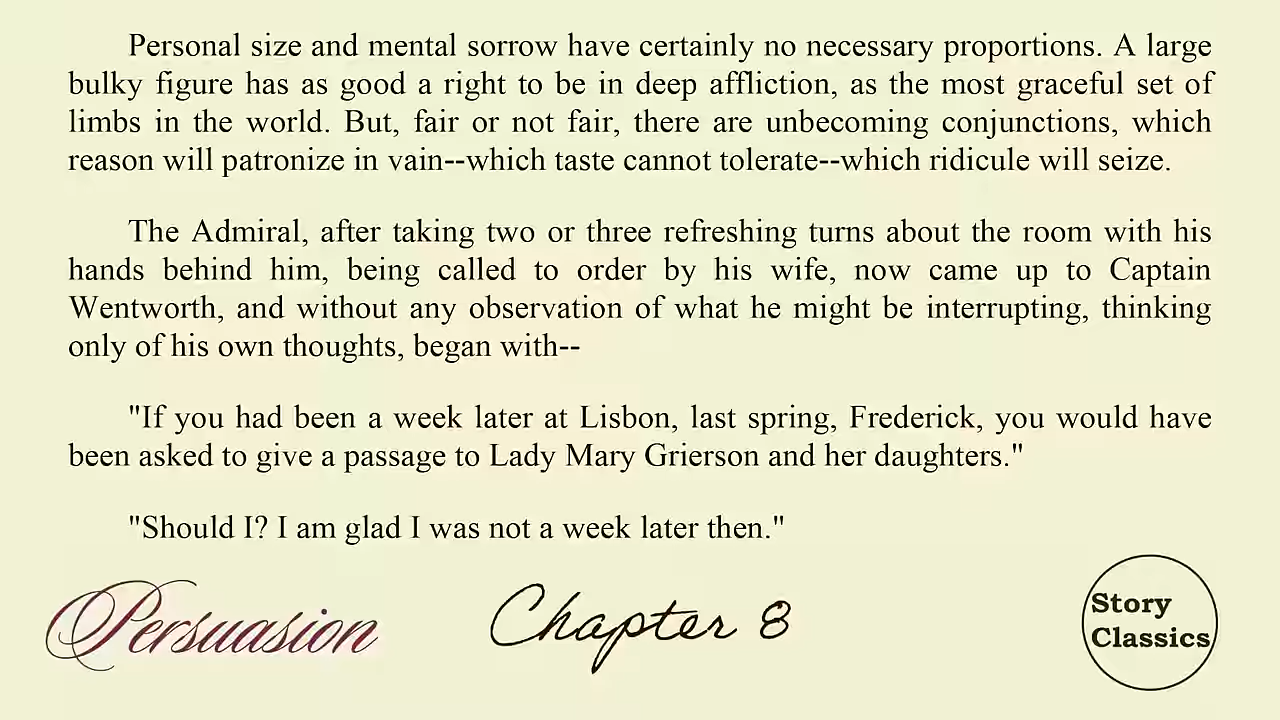 Personal size and mental sorrow have certainly no necessary proportions. A large
bulky figure has as good a right to be in deep affliction, as the most graceful set of
limbs in the world. But, fair or not fair, there are unbecoming conjunctions, which
reason will patronize in vain--which taste cannot tolerate--which ridicule will seize.
The Admiral, after taking two or three refreshing turns about the room with his
hands behind him, being called to order by his wife, now came up to Captain
Wentworth, and without any observation of what he might be interrupting, thinking
only of his own thoughts, began with--
"If you had been a week later at Lisbon, last spring, Frederick, you would have
been asked to give a passage to Lady Mary Grierson and her daughters."
"Should I? I am glad I was not a week later then."
Persuasion
Chapter 8
Story
Classics